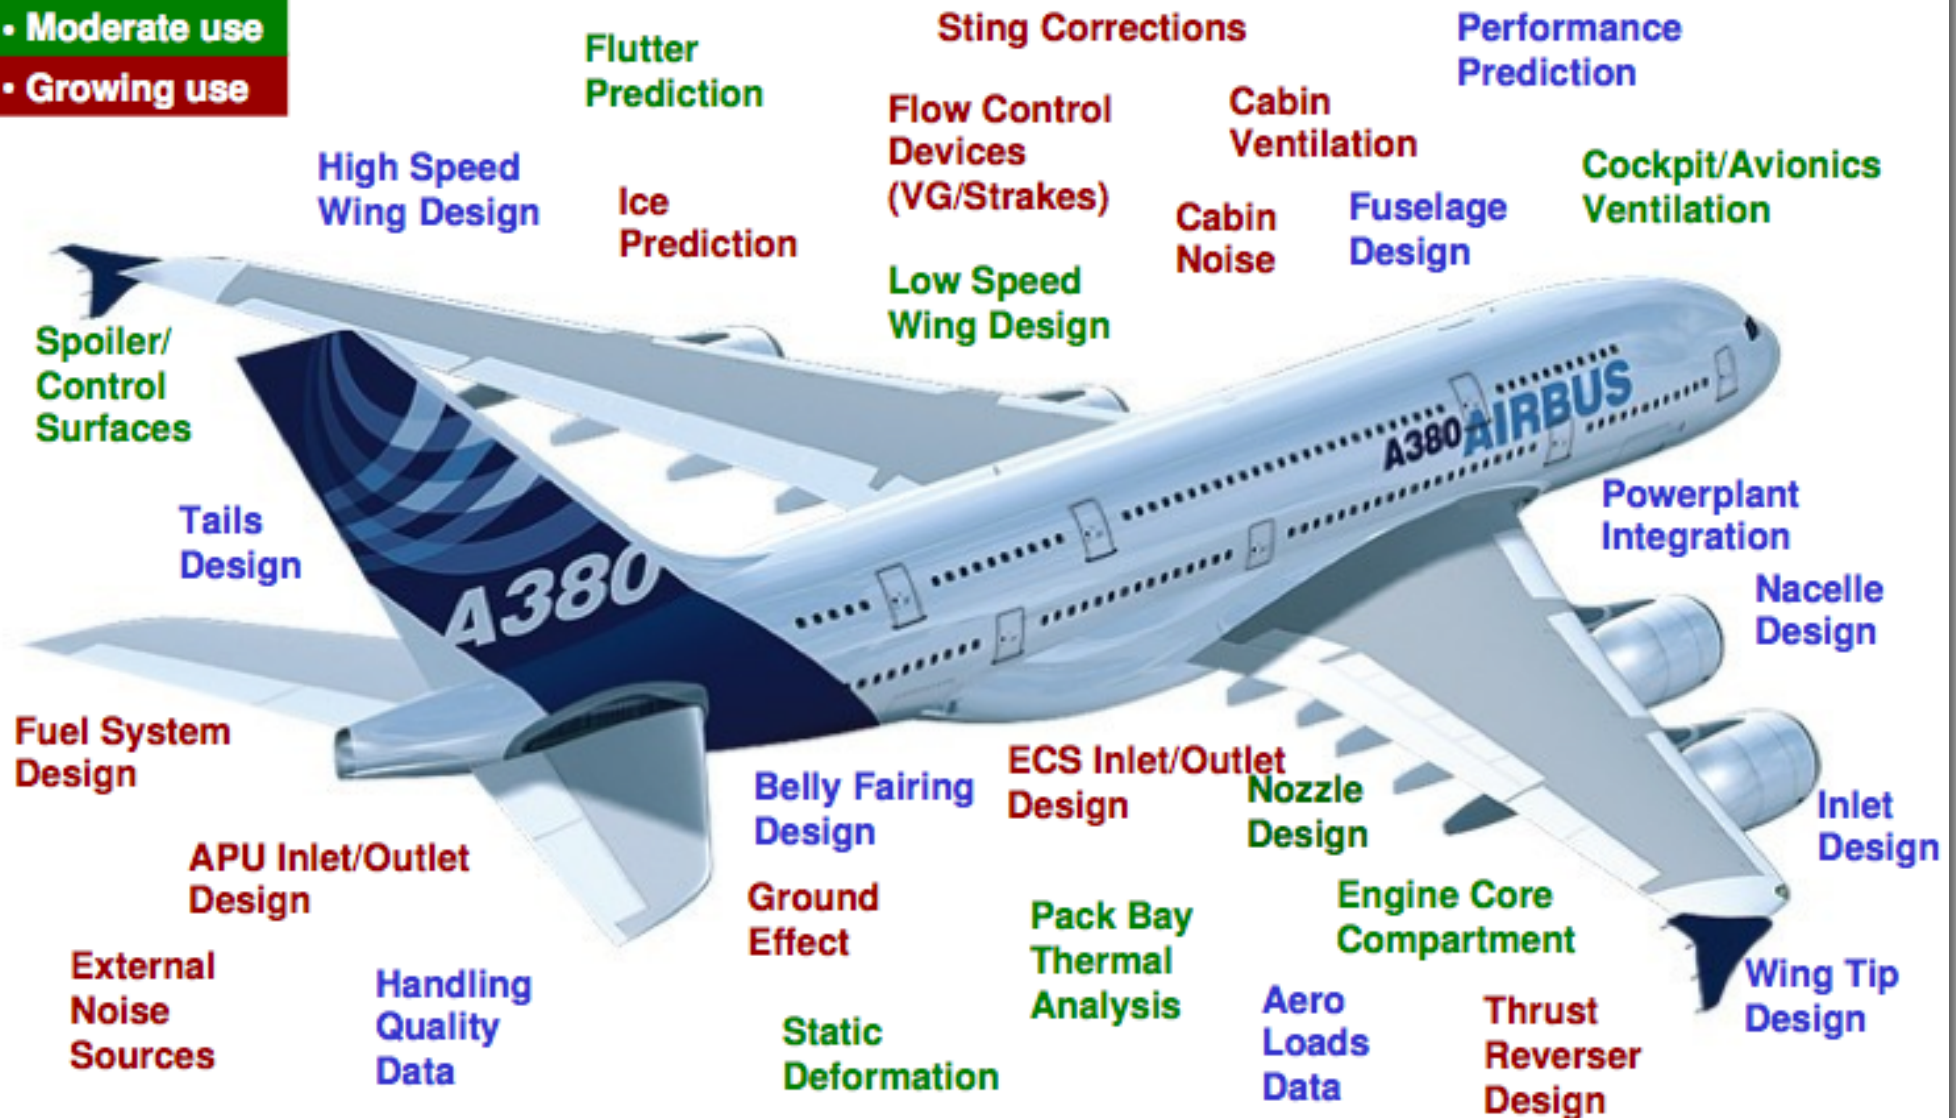 • Moderate use
• Growing use
Flutter
Prediction
Sting Corrections
Performance
Prediction
High Speed
Wing Design
Ice
Prediction
Flow Control
Devices
(VG/Strakes)
Cabin
Ventilation
Cockpit/Avionics
Ventilation
Cabin
Noise
Fuselage
Design
Low Speed
Wing Design
Spoiler/
Control
Surfaces
A380 AIRBUS
Tails
Design
A380
Powerplant
Integration
Nacelle
Design
Fuel System
Design
Belly Fairing
Design
ECS Inlet/Outlet
Design
Nozzle
Design
Inlet
Design
APU Inlet/Outlet
Design
Ground
Effect
Pack Bay
Thermal
Analysis
Engine Core
Compartment
External
Noise
Sources
Handling
Quality
Data
Static
Deformation
Aero
Loads
Data
Thrust
Reverser
Design
Wing Tip
Design